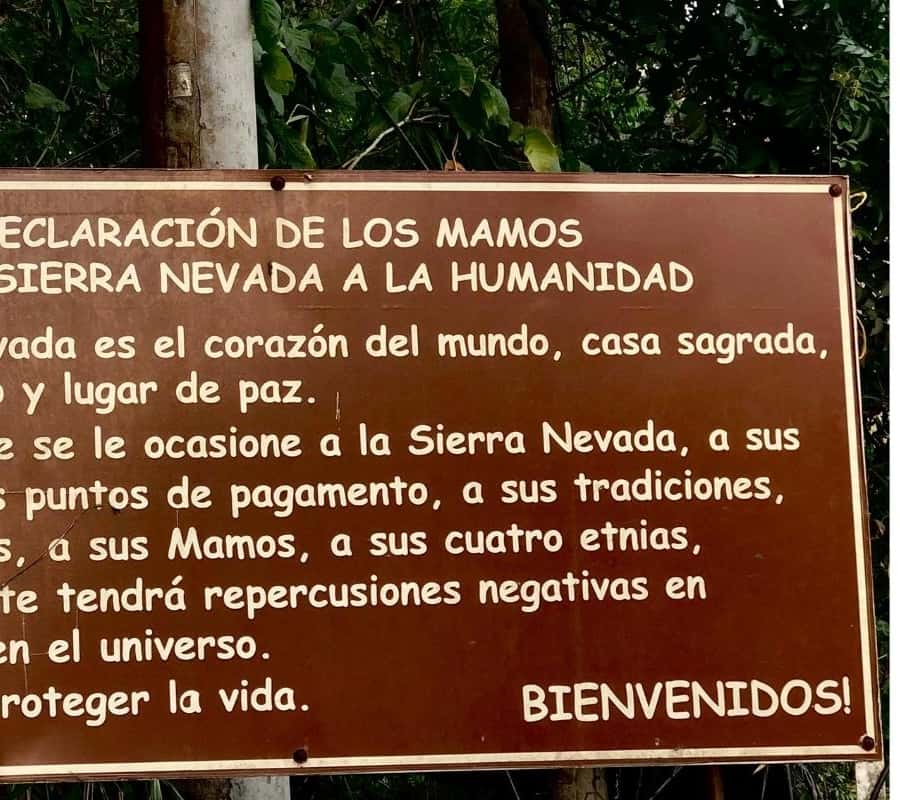 ECLARACIÓN DE LOS MAMOS
SIERRA NEVADA A LA HUMANIDAD
vada es el corazón del mundo, casa sagrada,
o y lugar de paz.
e se le ocasione a la Sierra Nevada, a sus
s puntos de pagamento, a sus tradiciones,
s, a sus Mamos, a sus cuatro etnias,
te tendrá repercusiones negativas en
en el universo.
roteger la vida.
BIENVENIDOS!